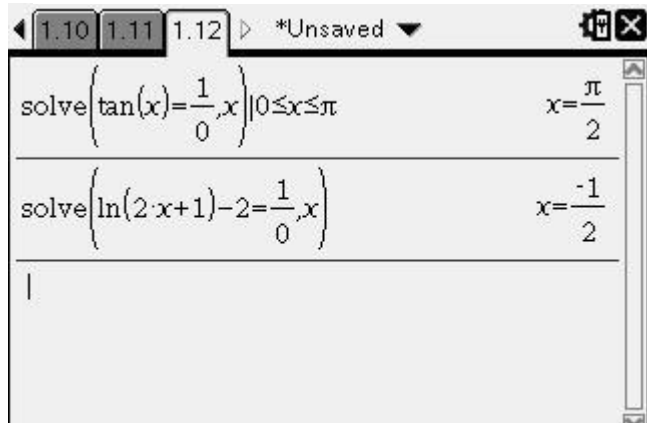 1.10 1.11 1.12 *Unsaved
solve(tan(x)=1/0,x)|0≤x≤π x=π/2
solve(ln(2·x+1)-2=1/0,x) x=-1/2